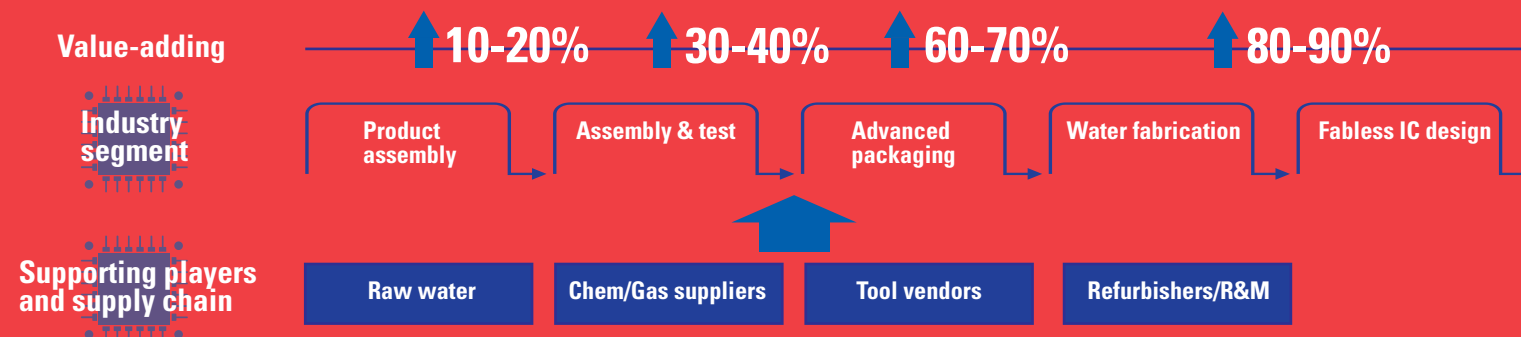 Value-adding
10-20%
30-40%
60-70%
80-90%
Industry
segment
Product
assembly
Assembly & test
Advanced
packaging
Water fabrication
Fabless IC design
Supporting players
and supply chain
Raw water
Chem/Gas suppliers
Tool vendors
Refurbishers/R&M